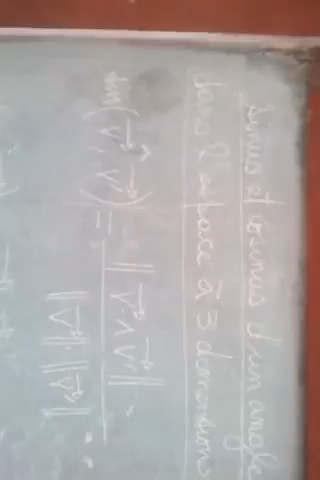 Sinus et cosinus d'un angle
dans l'espace à 3 dimensions
sin(V⃗, V⃗') = ‖V⃗ ∧ V⃗'‖ / ‖V⃗‖ · ‖V⃗'‖